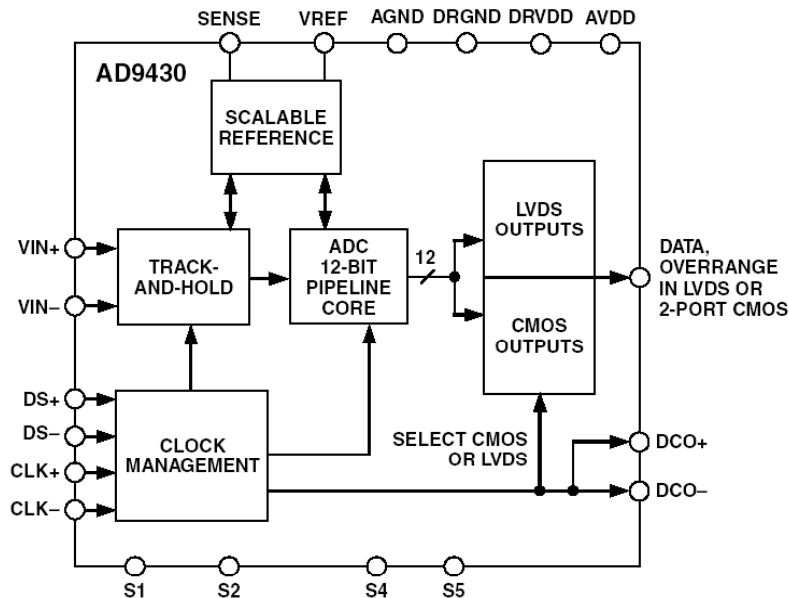 SENSE VREF AGND DRGND DRVDD AVDD
AD9430
SCALABLE
REFERENCE
VIN+
VIN–
TRACK-
AND-HOLD
ADC
12-BIT
PIPELINE
CORE
12
LVDS
OUTPUTS
CMOS
OUTPUTS
DATA,
OVERRANGE
IN LVDS OR
2-PORT CMOS
DS+
DS–
CLK+
CLK–
CLOCK
MANAGEMENT
SELECT CMOS
OR LVDS
DCO+
DCO–
S1 S2 S4 S5